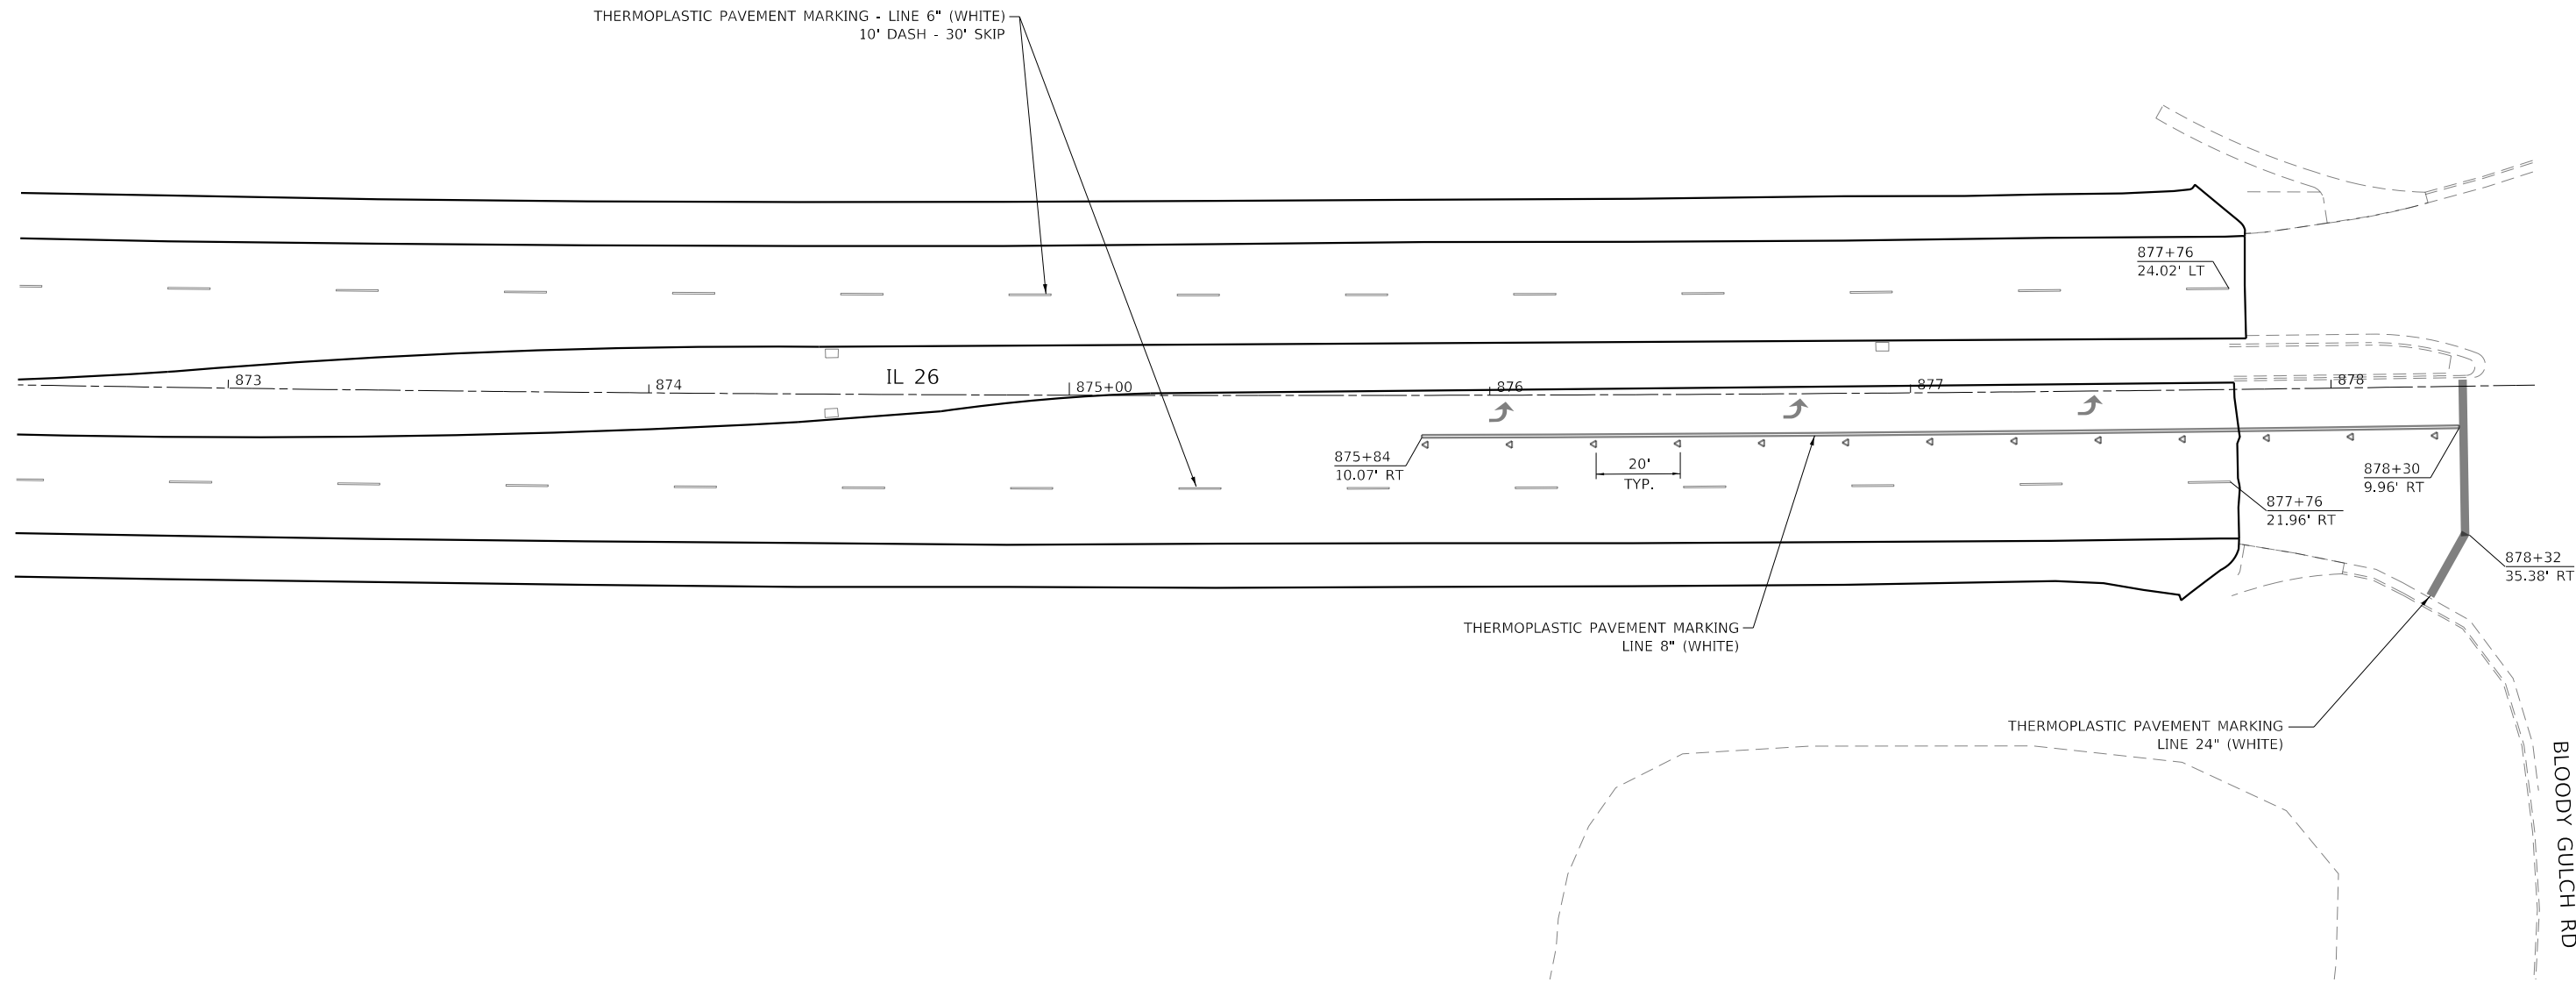 THERMOPLASTIC PAVEMENT MARKING - LINE 6" (WHITE)
10' DASH - 30' SKIP
877+76
24.02' LT
873
874
IL 26
875+00
876
877
878
875+84
10.07' RT
20'
TYP.
878+30
9.96' RT
877+76
21.96' RT
878+32
35.38' RT
THERMOPLASTIC PAVEMENT MARKING
LINE 8" (WHITE)
THERMOPLASTIC PAVEMENT MARKING
LINE 24" (WHITE)
BLOODY GULCH RD